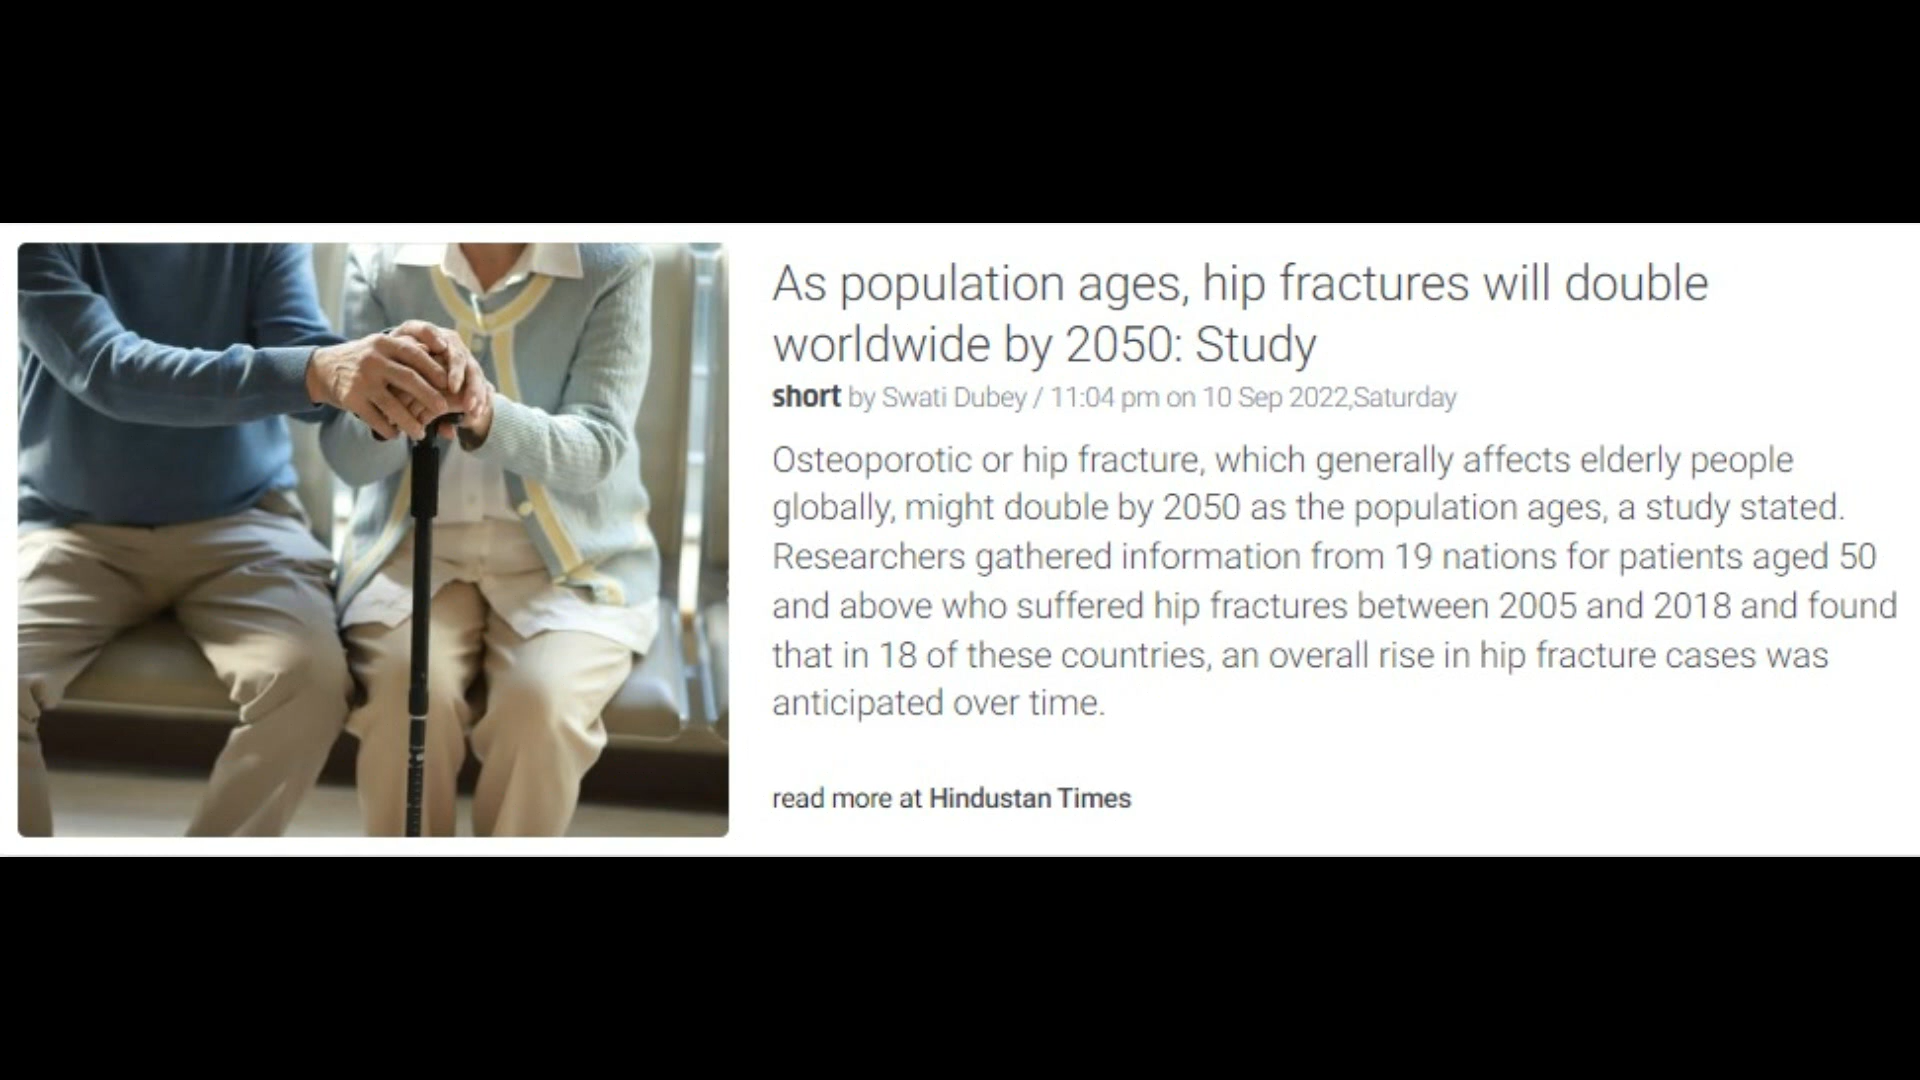 As population ages, hip fractures will double
worldwide by 2050: Study
short by Swati Dubey / 11:04 pm on 10 Sep 2022,Saturday
Osteoporotic or hip fracture, which generally affects elderly people
globally, might double by 2050 as the population ages, a study stated.
Researchers gathered information from 19 nations for patients aged 50
and above who suffered hip fractures between 2005 and 2018 and found
that in 18 of these countries, an overall rise in hip fracture cases was
anticipated over time.
read more at Hindustan Times